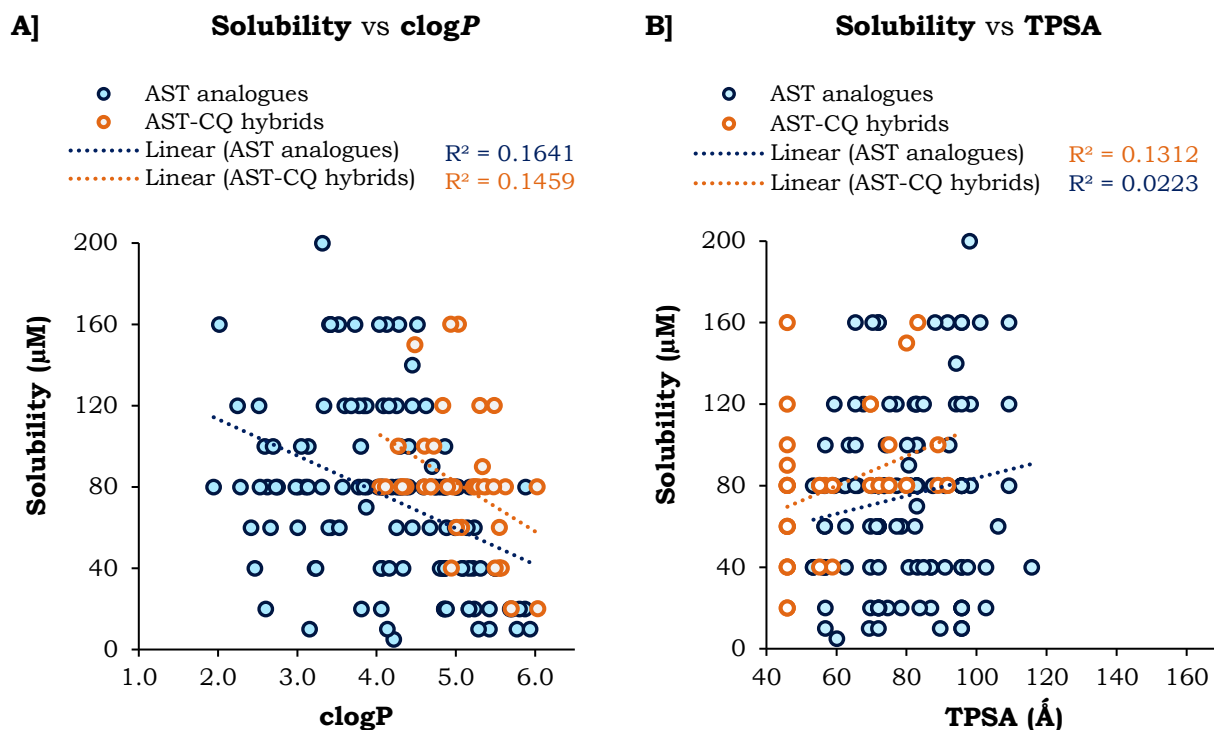 A] Solubility vs clogP
AST analogues
AST-CQ hybrids
Linear (AST analogues) R² = 0.1641
Linear (AST-CQ hybrids) R² = 0.1459
Solubility (µM)
200
160
120
80
40
0
1.0 2.0 3.0 4.0 5.0 6.0
clogP
B] Solubility vs TPSA
AST analogues
AST-CQ hybrids
Linear (AST analogues) R² = 0.1312
Linear (AST-CQ hybrids) R² = 0.0223
Solubility (µM)
200
160
120
80
40
0
40 60 80 100 120 140 160
TPSA (Ǻ)